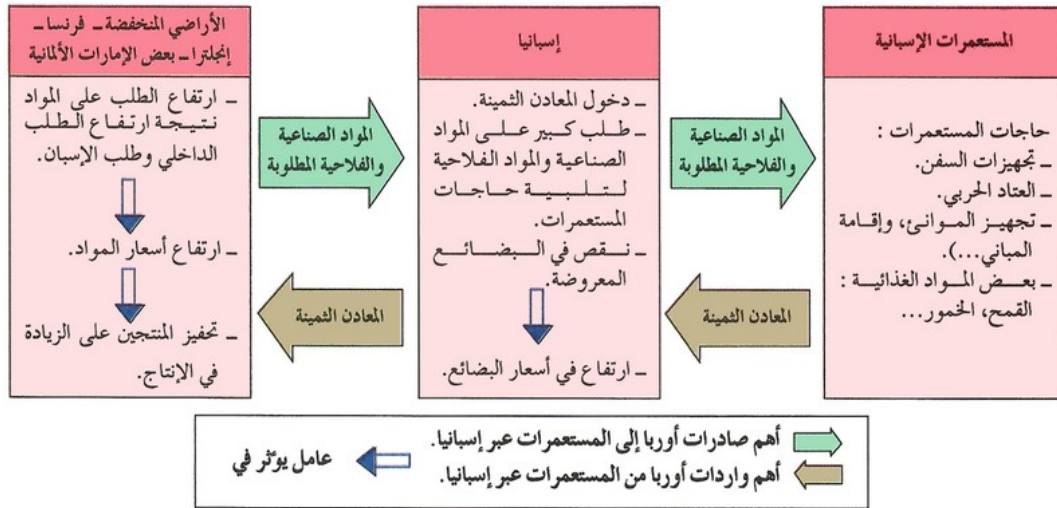 المستعمرات الإسبانية
حاجات المستعمرات :
ـ تجهيزات السفن.
ـ العتاد الحربي.
ـ تجهيز الموانئ، وإقامة
المباني...).
ـ بعض المواد الغذائية :
القمح، الخمور...
المواد الصناعية
والفلاحية المطلوبة
المعادن الثمينة
إسبانيا
ـ دخول المعادن الثمينة.
ـ طلب كبير على المواد
الصناعية والمواد الفلاحية
لتلبية حاجات
المستعمرات.
ـ نقص في البضائع
المعروضة.
ـ ارتفاع في أسعار البضائع.
المواد الصناعية
والفلاحية المطلوبة
المعادن الثمينة
الأراضي المنخفضة ـ فرنسا ـ
إنجلترا ـ بعض الإمارات الألمانية
ـ ارتفاع الطلب على المواد
نتيجة ارتفاع الطلب
الداخلي وطلب الإسبان.
ـ ارتفاع أسعار المواد.
ـ تحفيز المنتجين على الزيادة
في الإنتاج.
أهم صادرات أوربا إلى المستعمرات عبر إسبانيا.
أهم واردات أوربا من المستعمرات عبر إسبانيا.
عامل يؤثر في